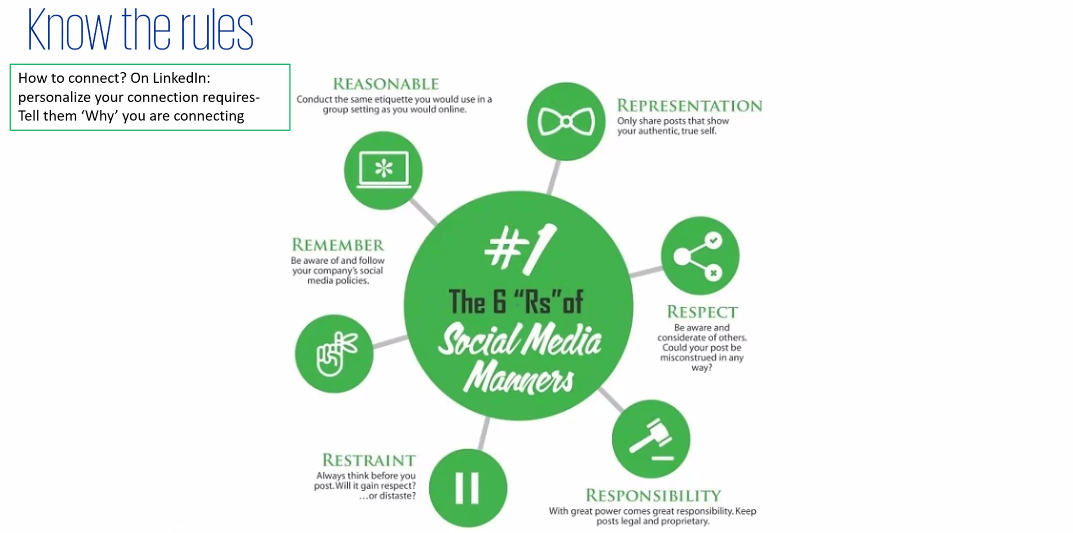 Know the rules
How to connect? On LinkedIn:
personalize your connection requires-
Tell them ‘Why’ you are connecting
REASONABLE
Conduct the same etiquette you would use in a
group setting as you would online.
REPRESENTATION
Only share posts that show
your authentic, true self.
REMEMBER
Be aware of and follow
your company's social
media policies.
#1
The 6 “Rs” of
Social Media
Manners
RESPECT
Be aware and
considerate of others.
Could your post be
misconstrued in any
way?
RESTRAINT
Always think before you
post. Will it gain respect?
...or distaste?
RESPONSIBILITY
With great power comes great responsibility. Keep
posts legal and proprietary.